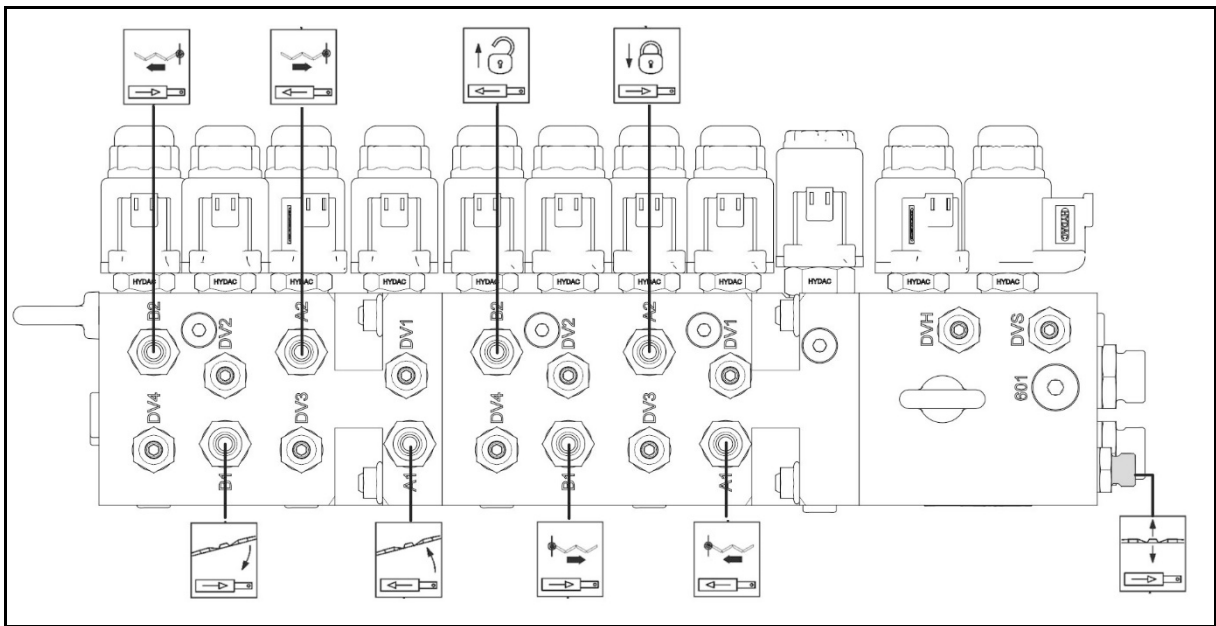 HYDAC HYDAC HYDAC HYDAC HYDAC HYDAC HYDAC HYDAC HYDAC HYDAC HYDAC
HYDAC
B2 DV2 A2 DV1 B2 DV2 A2 DV1 DVH DVS
DV4 DV3 DV4 DV3 601
B1 A1 B1 A1